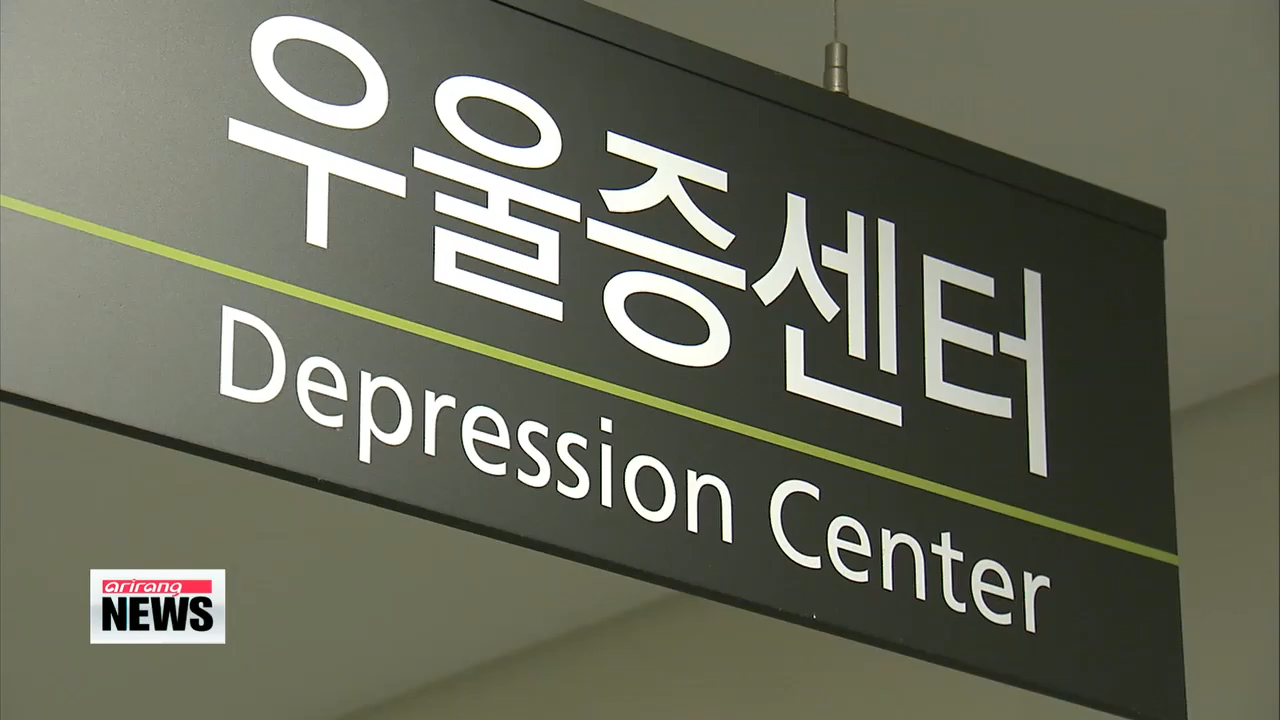 우울증센터
Depression Center
arirang
NEWS